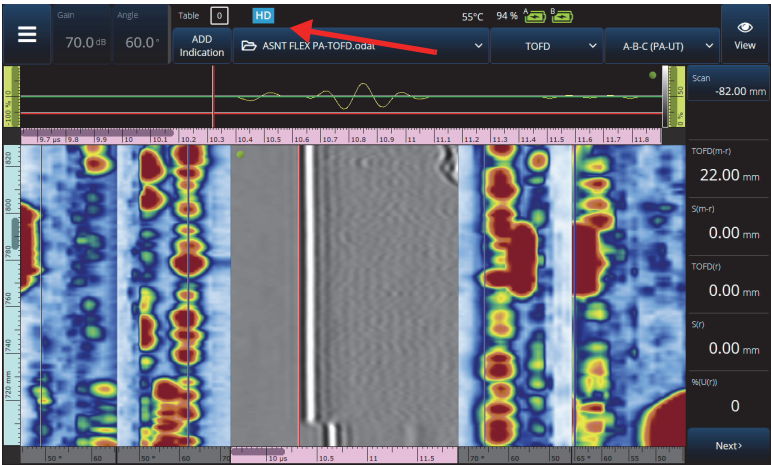 Gain
Angle
Table 0
HD
55°C 94 % A B
70.0 dB
60.0 °
ADD
Indication
ASNT FLEX PA-TOFD.odat
TOFD
A-B-C (PA-UT)
View
Scan
-82.00 mm
-100 % 0
50
0 %
9.7 µs 9.8 9.9 10 10.1 10.2 10.3 10.4 10.5 10.6 10.7 10.8 10.9 11 11.1 11.2 11.3 11.4 11.5 11.6 11.7 11.8
TOFD(m-r)
22.00 mm
S(m-r)
0.00 mm
TOFD(r)
0.00 mm
S(r)
0.00 mm
%(U(r))
0
Next>
820
800
780
760
740
720 mm
50 ° 60 50 ° 60 70 10 µs 10.5 11 11.5 70 ° 60 50 65 ° 60 55 50